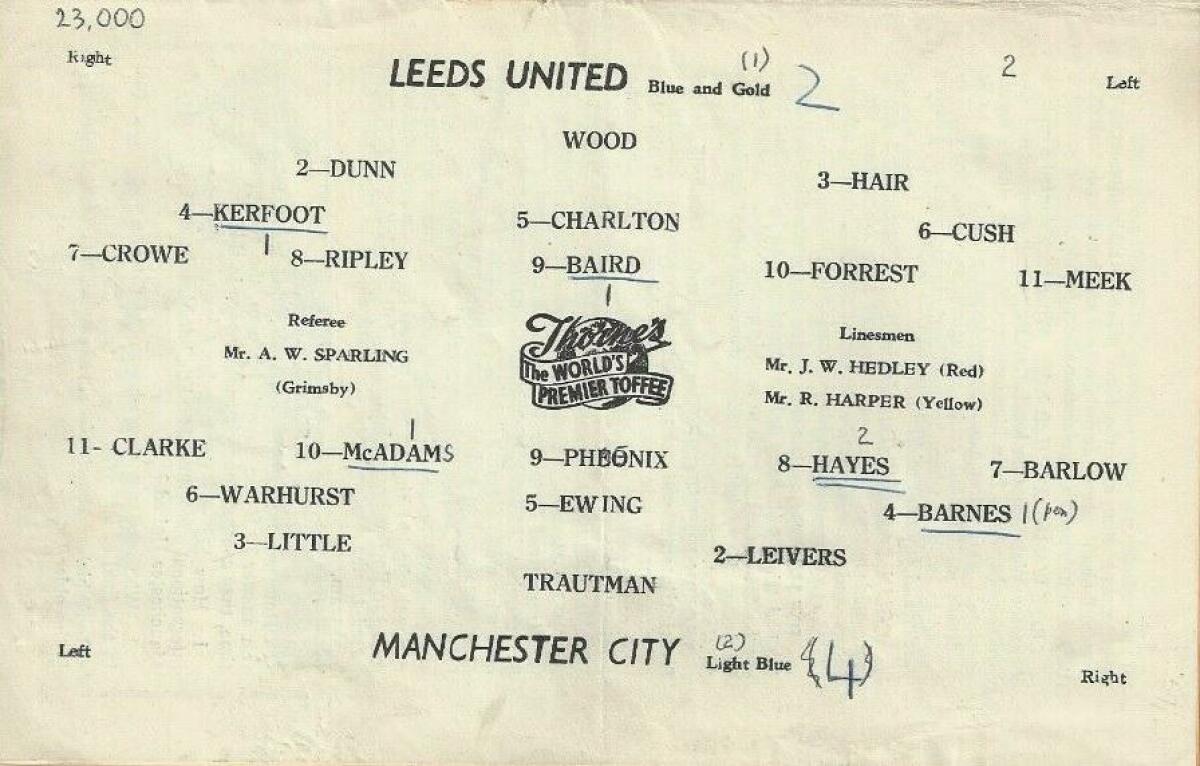 23,000
Right
LEEDS UNITED Blue and Gold (1) 2
2
Left
WOOD
2—DUNN 3—HAIR
4—KERFOOT 5—CHARLTON 6—CUSH
1
7—CROWE 8—RIPLEY 9—BAIRD 10—FORREST 11—MEEK
1
Referee
Mr. A. W. SPARLING
(Grimsby)
Thorne's
The WORLD'S
PREMIER TOFFEE
Linesmen
Mr. J. W. HEDLEY (Red)
Mr. R. HARPER (Yellow)
1 2
11- CLARKE 10—McADAMS 9—PHEONIX 8—HAYES 7—BARLOW
6—WARHURST 5—EWING 4—BARNES 1 (pen)
3—LITTLE 2—LEIVERS
TRAUTMAN
Left
MANCHESTER CITY (2) Light Blue (4)
Right